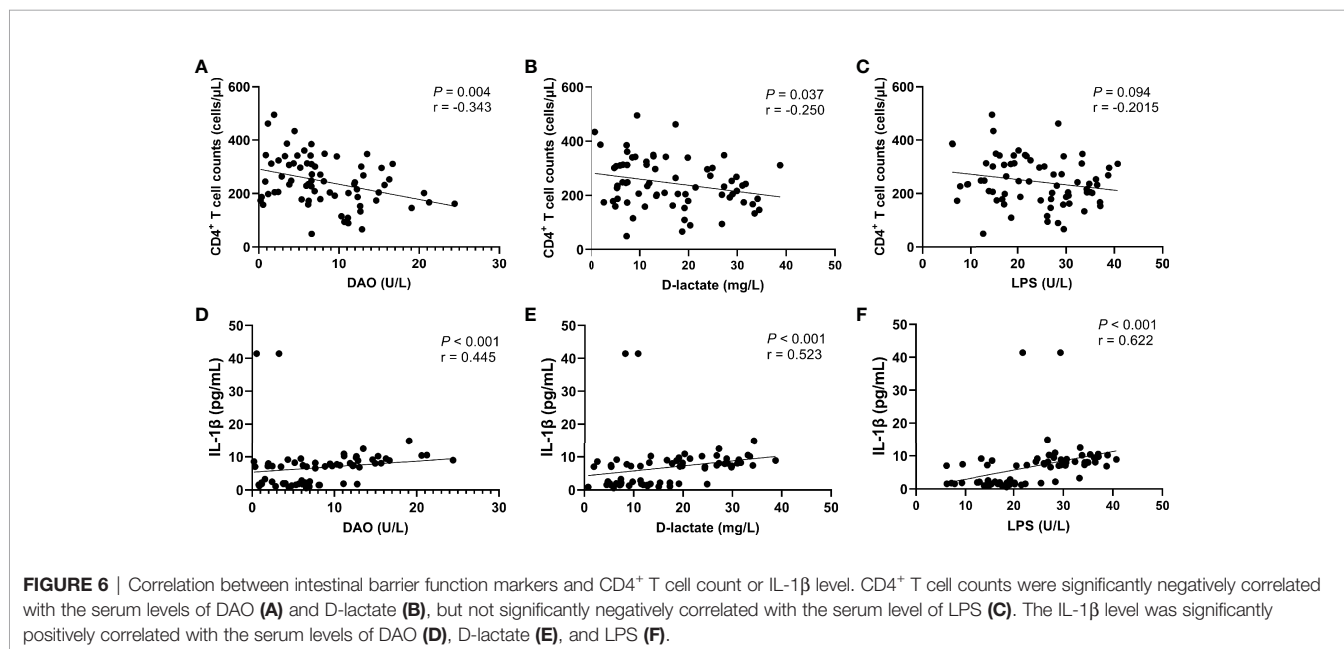 A
CD4⁺ T cell counts (cells/μL)
600
400
200
0
0
10
20
30
DAO (U/L)
P = 0.004
r = -0.343
B
CD4⁺ T cell counts (cells/μL)
600
400
200
0
0
10
20
30
40
50
D-lactate (mg/L)
P = 0.037
r = -0.250
C
CD4⁺ T cell counts (cells/μL)
600
400
200
0
0
10
20
30
40
50
LPS (U/L)
P = 0.094
r = -0.2015
D
IL-1β (pg/mL)
50
40
30
20
10
0
0
10
20
30
DAO (U/L)
P < 0.001
r = 0.445
E
IL-1β (pg/mL)
50
40
30
20
10
0
0
10
20
30
40
50
D-lactate (mg/L)
P < 0.001
r = 0.523
F
IL-1β (pg/mL)
50
40
30
20
10
0
0
10
20
30
40
50
LPS (U/L)
P < 0.001
r = 0.622
FIGURE 6 | Correlation between intestinal barrier function markers and CD4⁺ T cell count or IL-1β level. CD4⁺ T cell counts were significantly negatively correlated
with the serum levels of DAO (A) and D-lactate (B), but not significantly negatively correlated with the serum level of LPS (C). The IL-1β level was significantly
positively correlated with the serum levels of DAO (D), D-lactate (E), and LPS (F).